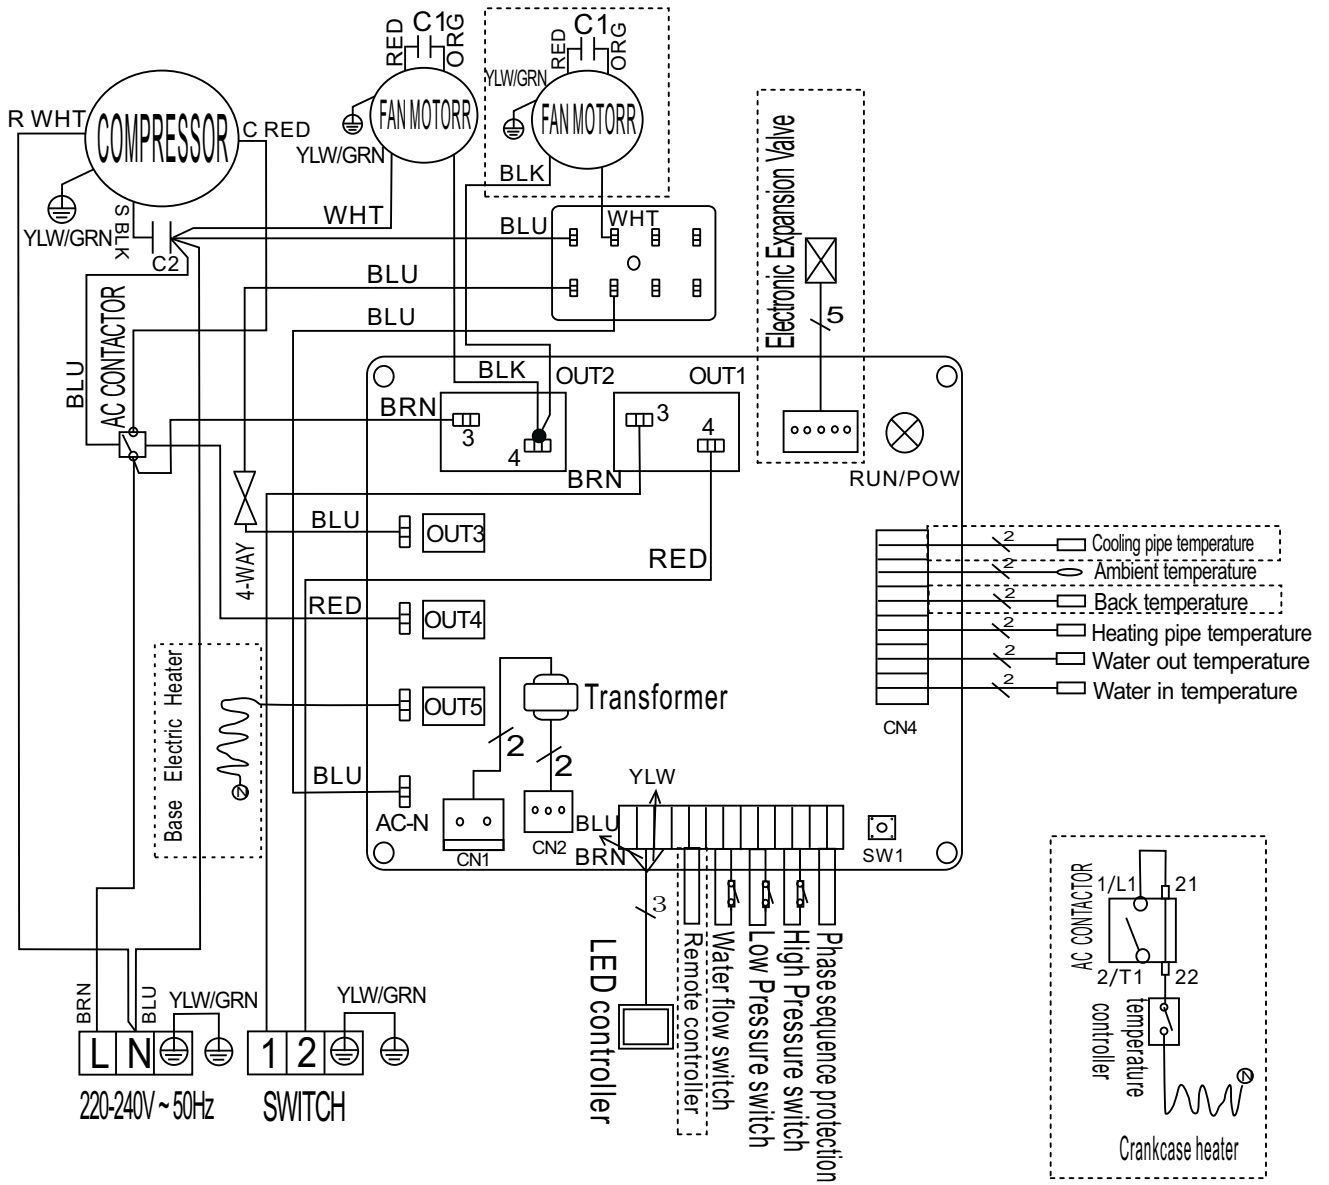 RED
C1
ORG
RED
C1
ORG
YLW/GRN
R WHT
COMPRESSOR
C RED
FAN MOTORR
FAN MOTORR
YLW/GRN
BLK
S BLK
YLW/GRN
C2
WHT
BLU
WHT
BLU
BLU
Electronic Expansion Valve
5
AC CONTACTOR
BLU
BLK
OUT2
OUT1
BRN
3
4
3
4
BRN
RUN/POW
4-WAY
BLU
OUT3
RED
RED
OUT4
OUT5
BLU
AC-N
Base Electric Heater
N
Transformer
2
2
CN1
CN2
2
Cooling pipe temperature
2
Ambient temperature
2
Back temperature
2
Heating pipe temperature
2
Water out temperature
2
Water in temperature
CN4
YLW
BLU
BRN
SW1
3
LED controller
Remote controller
Water flow switch
Low Pressure switch
High Pressure switch
Phase sequence protection
BRN
BLU
YLW/GRN
YLW/GRN
L N
1 2
220-240V ~ 50Hz
SWITCH
AC CONTACTOR
1/L1
21
2/T1
22
temperature
controller
N
Crankcase heater